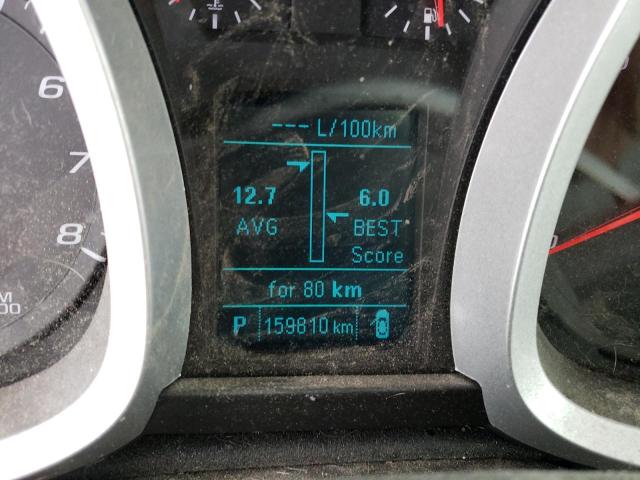 --- L/100km
12.7
6.0
AVG
BEST
Score
for 80 km
P 159810 km
6
7
8